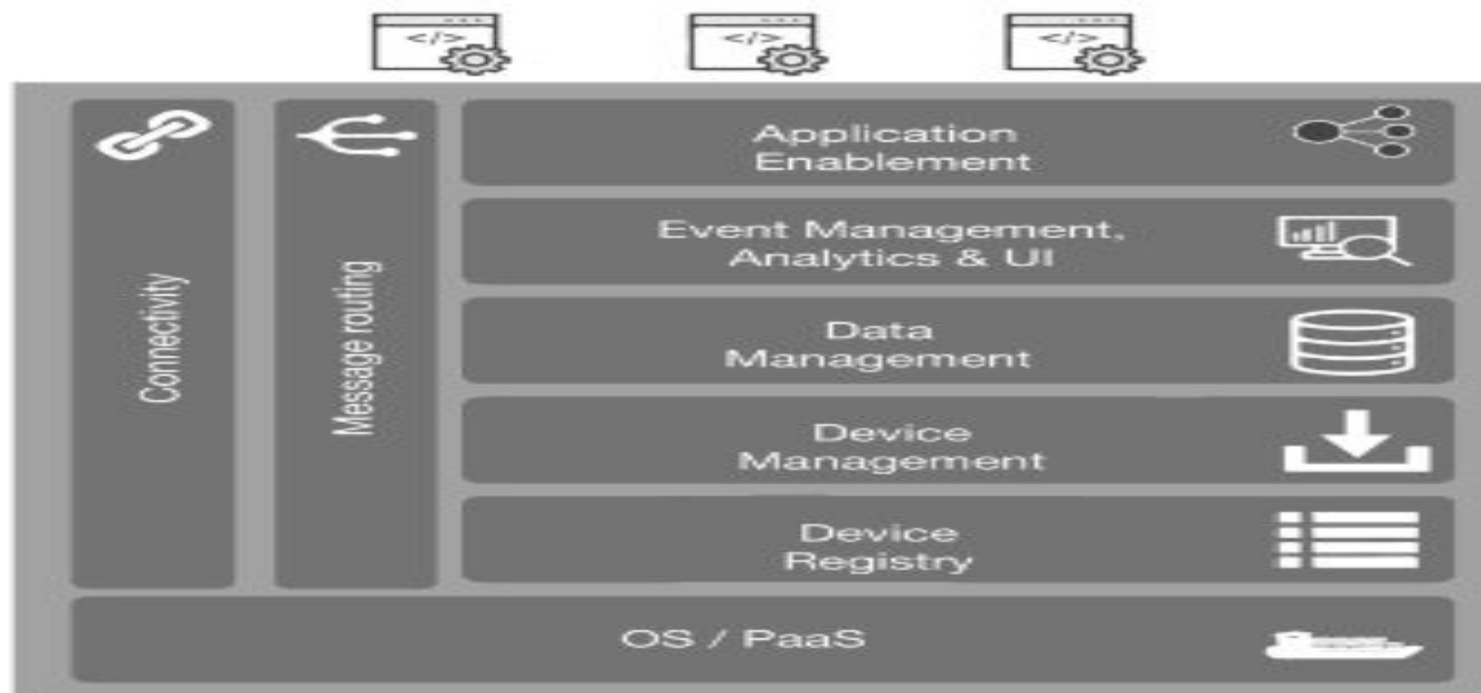 </>
</>
</>
Connectivity
Message routing
Application
Enablement
Event Management,
Analytics & UI
Data
Management
Device
Management
Device
Registry
OS / PaaS